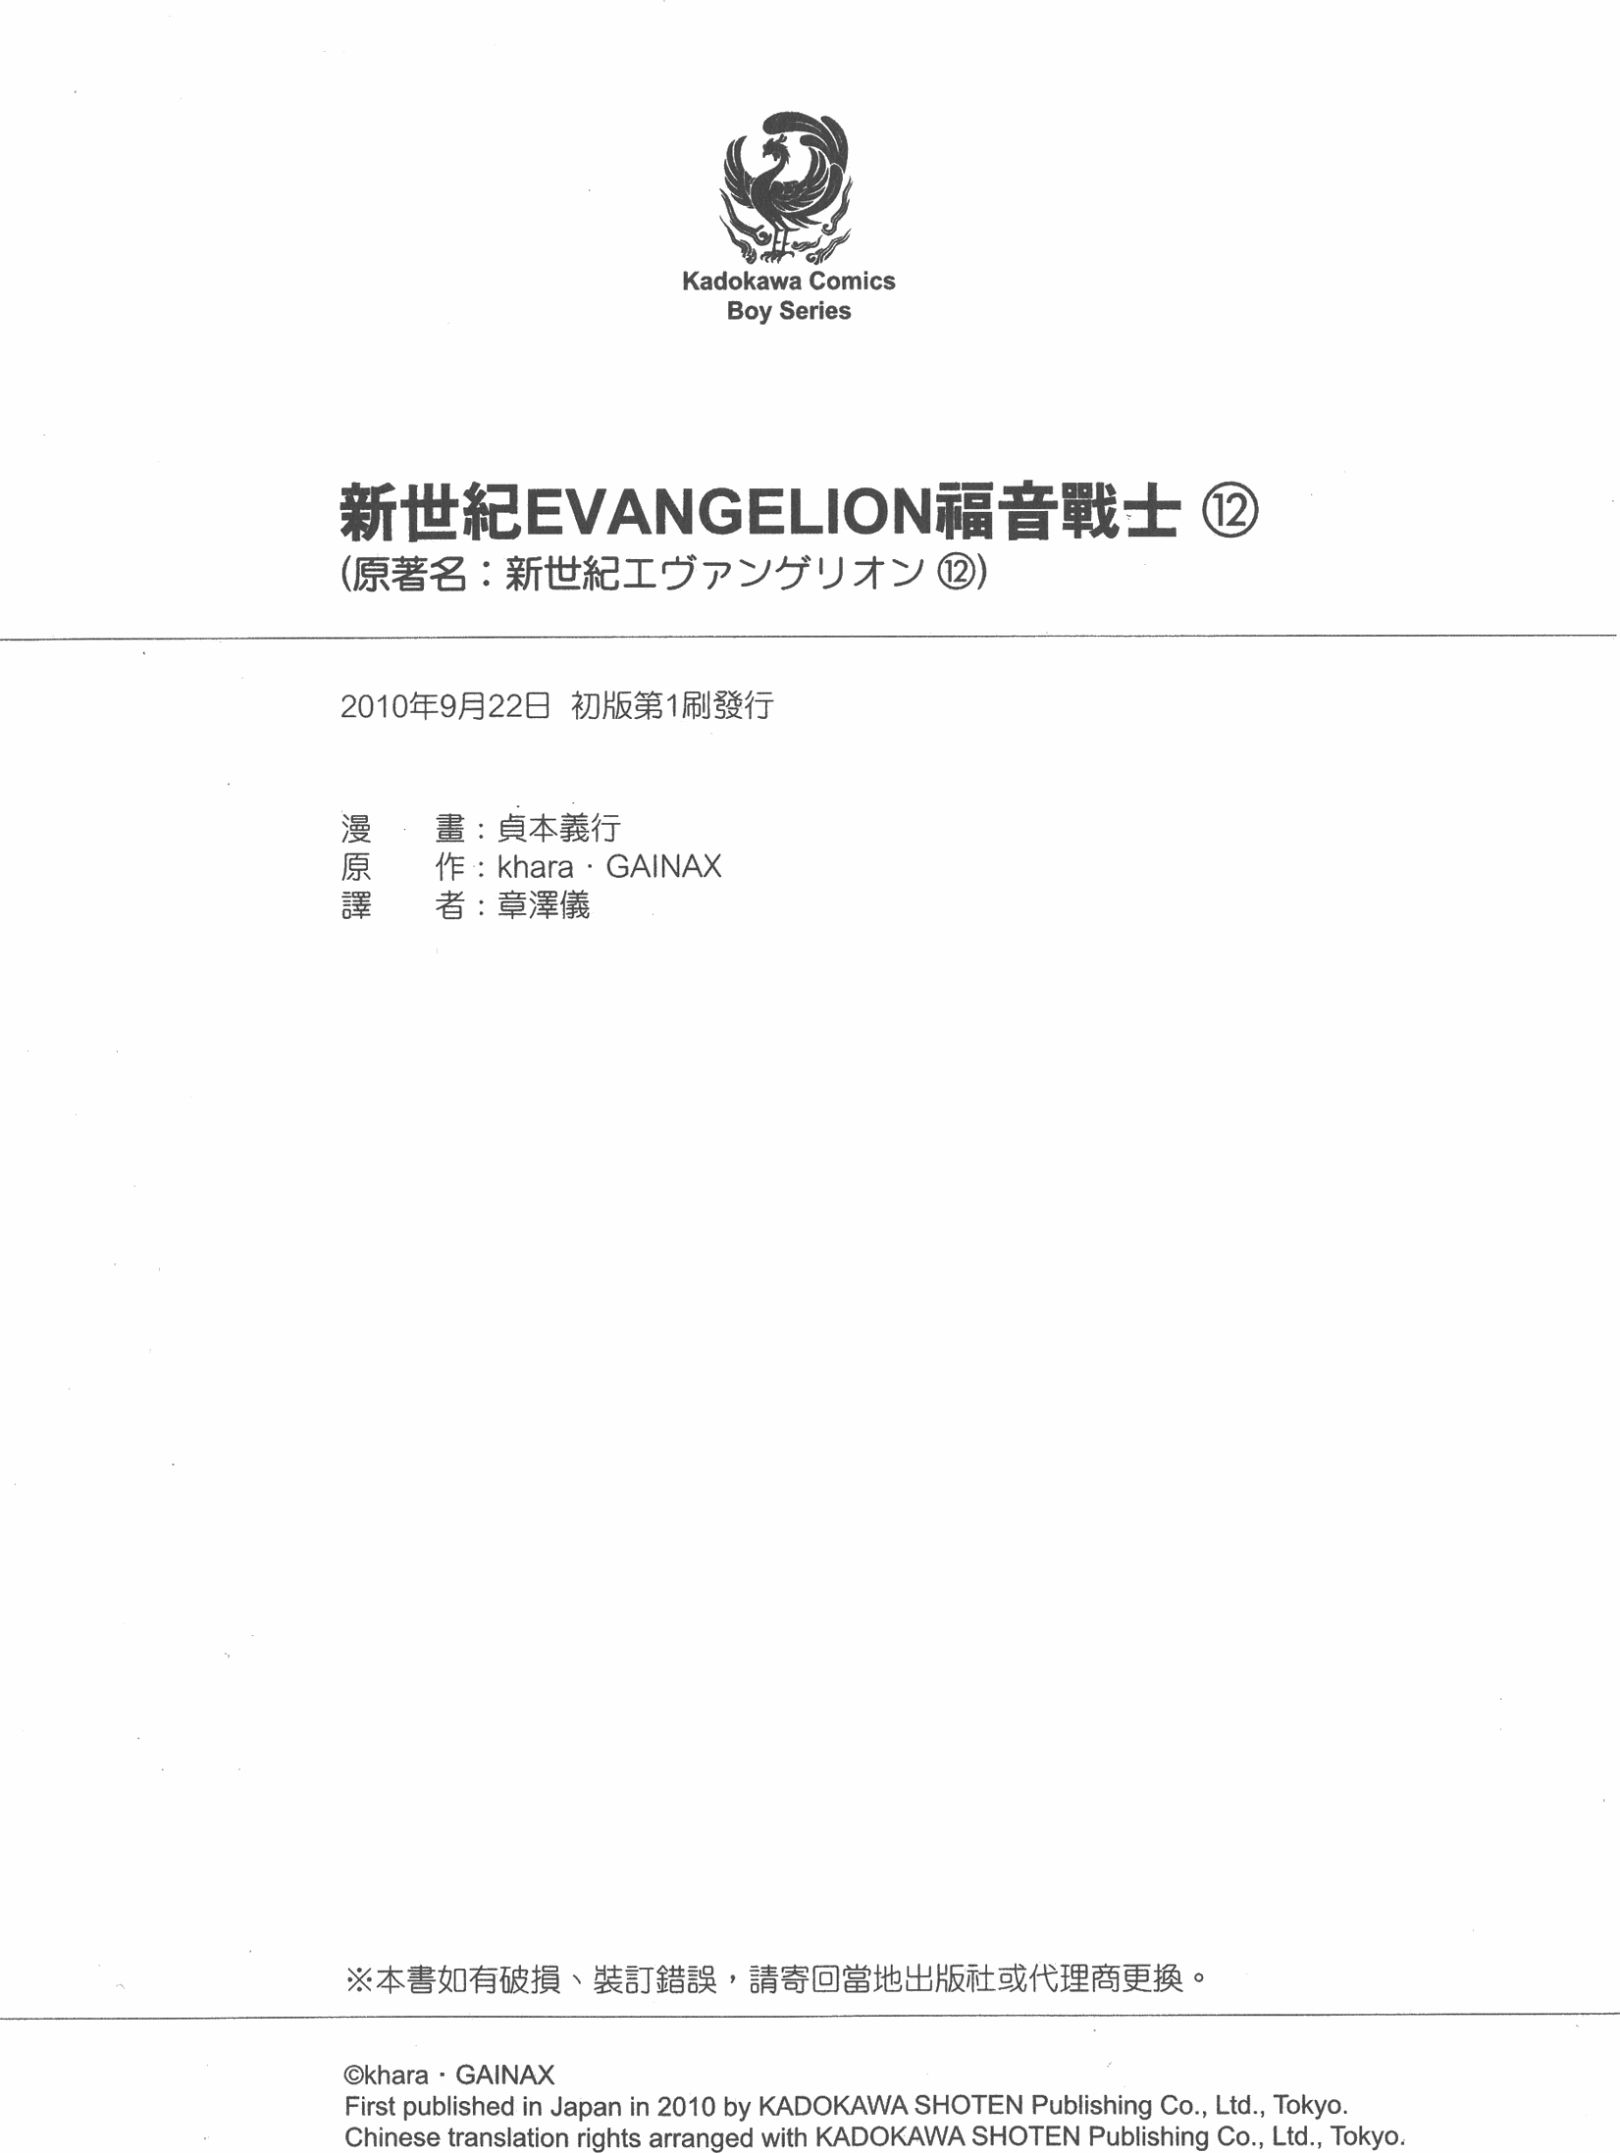 Kadokawa Comics
Boy Series
新世紀EVANGELION福音戰士 ⑫
(原著名：新世紀エヴァンゲリオン ⑫)
2010年9月22日 初版第1刷發行
漫 畫：貞本義行
原 作：khara・GAINAX
譯 者：章澤儀
※本書如有破損、裝訂錯誤，請寄回當地出版社或代理商更換。
©khara・GAINAX
First published in Japan in 2010 by KADOKAWA SHOTEN Publishing Co., Ltd., Tokyo.
Chinese translation rights arranged with KADOKAWA SHOTEN Publishing Co., Ltd., Tokyo.